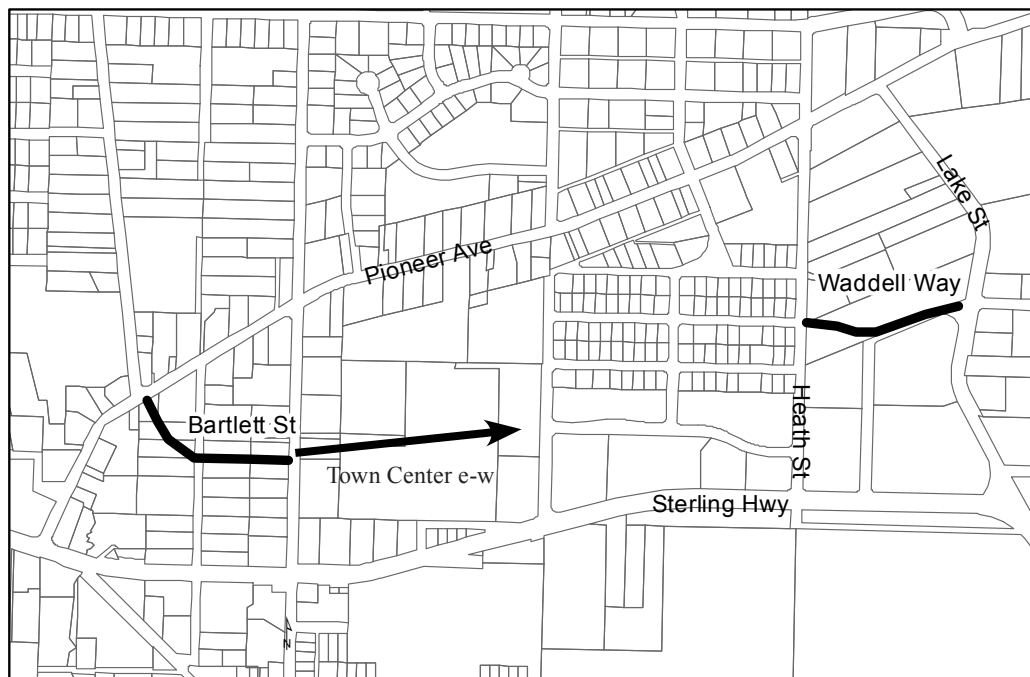 Lake St
Pioneer Ave
Waddell Way
Bartlett St
Heath St
Town Center e-w
Sterling Hwy
N